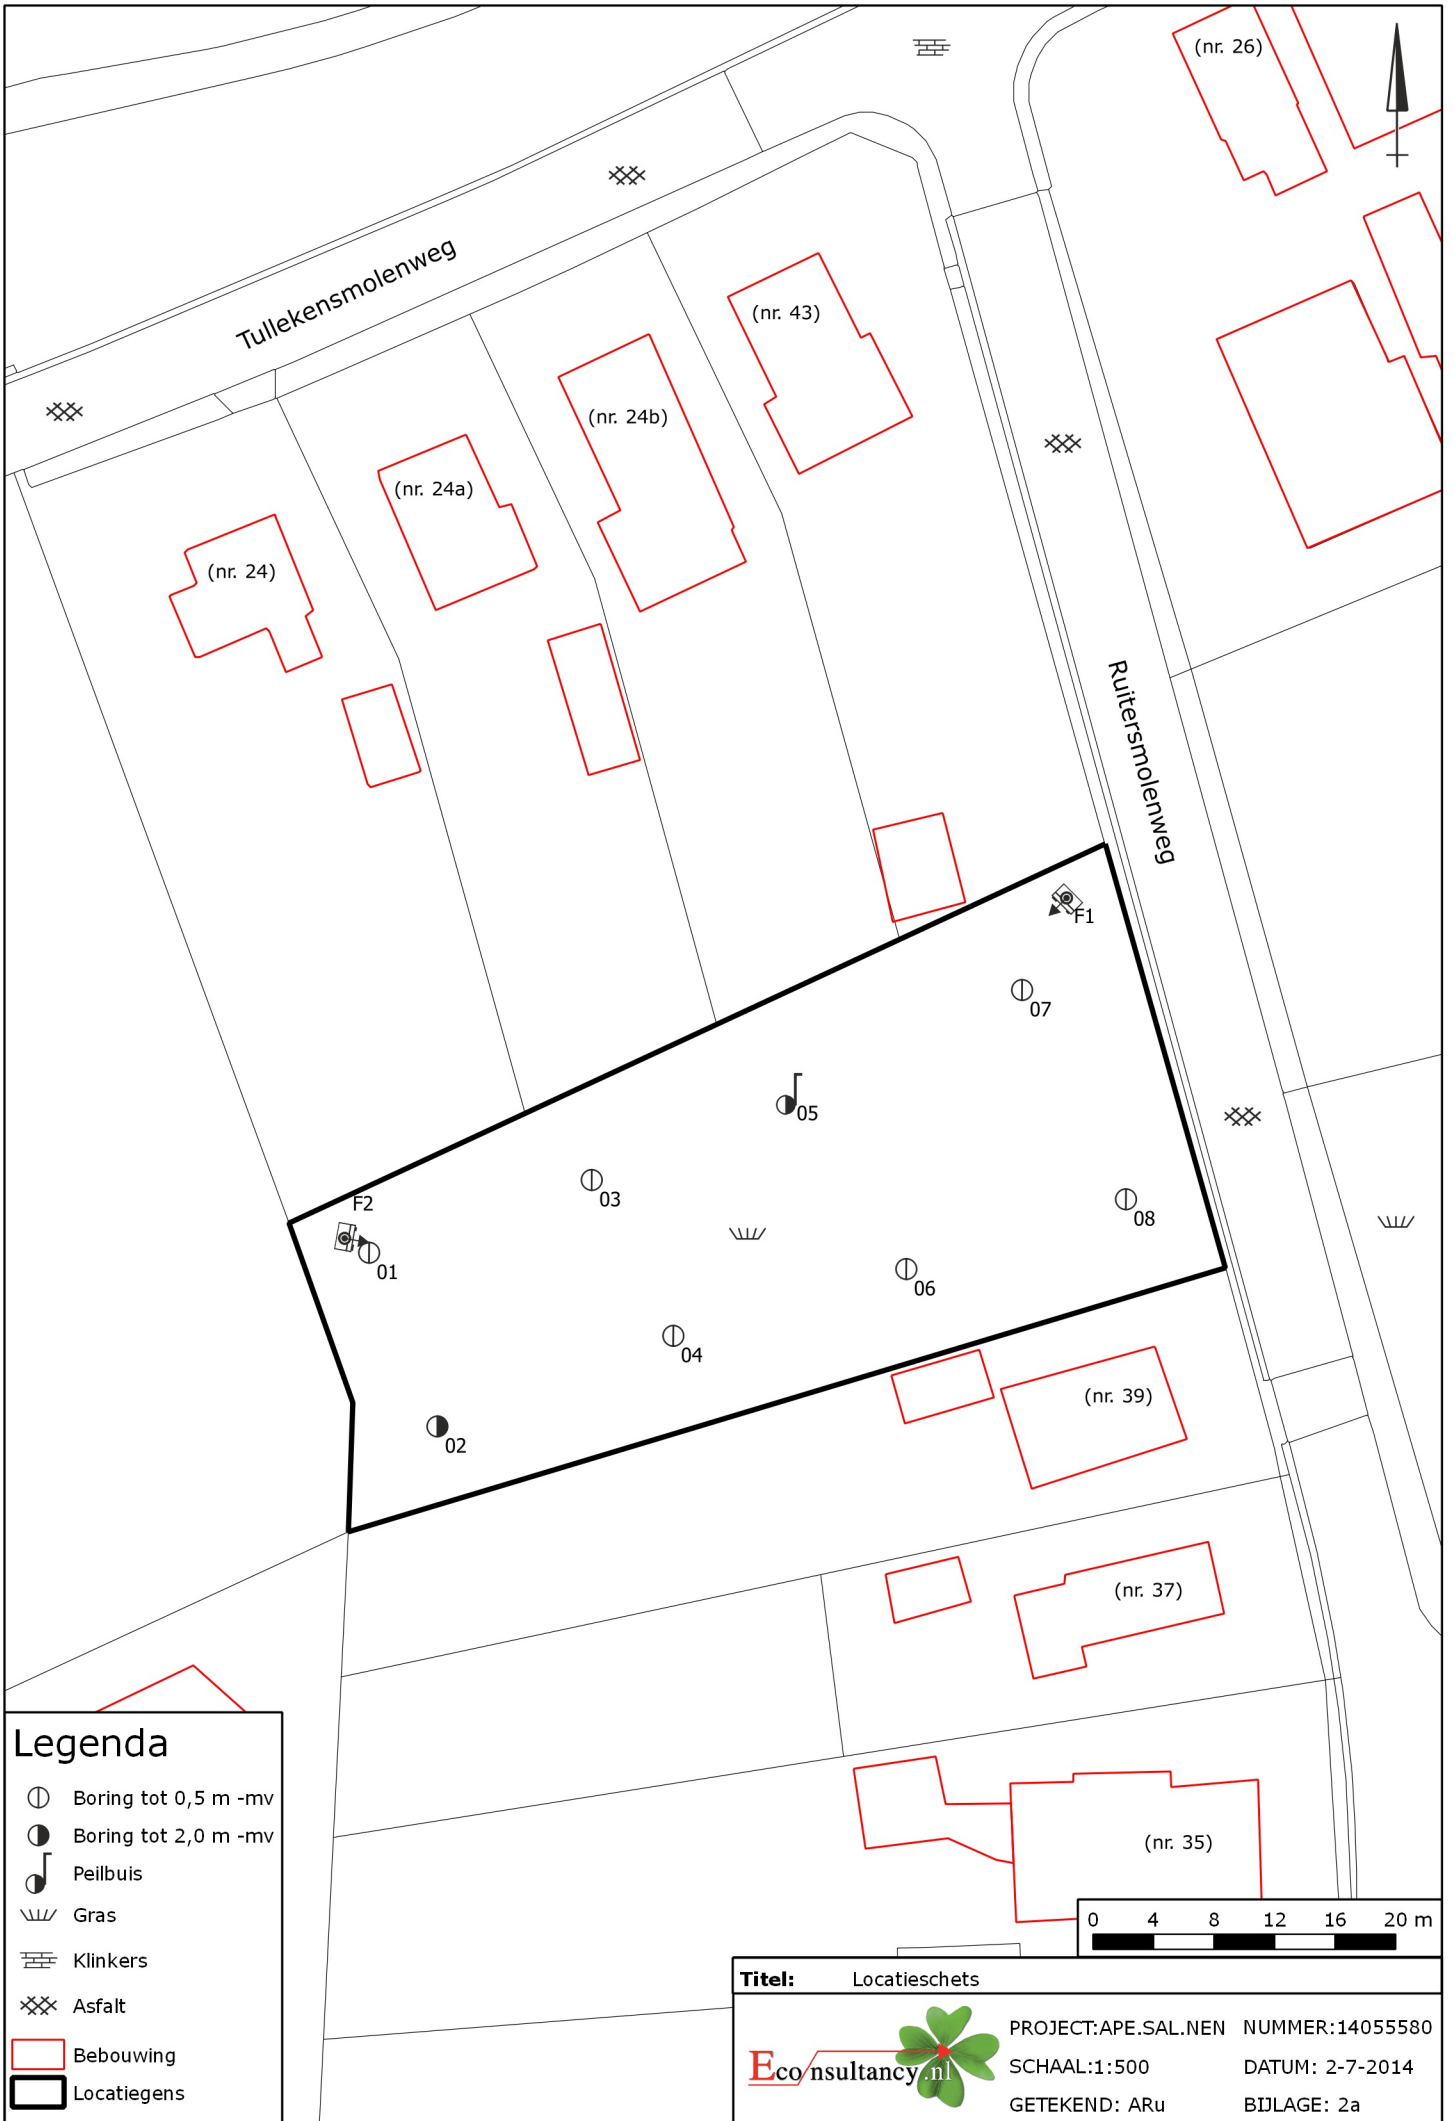 (nr. 26)
Tullekensmolenweg
(nr. 43)
(nr. 24b)
(nr. 24a)
(nr. 24)
Ruitersmolenweg
F1
07
05
03
F2
08
01
06
04
(nr. 39)
02
(nr. 37)
(nr. 35)
Legenda
Boring tot 0,5 m -mv
Boring tot 2,0 m -mv
Peilbuis
Gras
Klinkers
Asfalt
Bebouwing
Locatiegens
0 4 8 12 16 20 m
Titel: Locatieschets
Econsultancy.nl
PROJECT:APE.SAL.NEN NUMMER:14055580
SCHAAL:1:500 DATUM: 2-7-2014
GETEKEND: ARu BIJLAGE: 2a